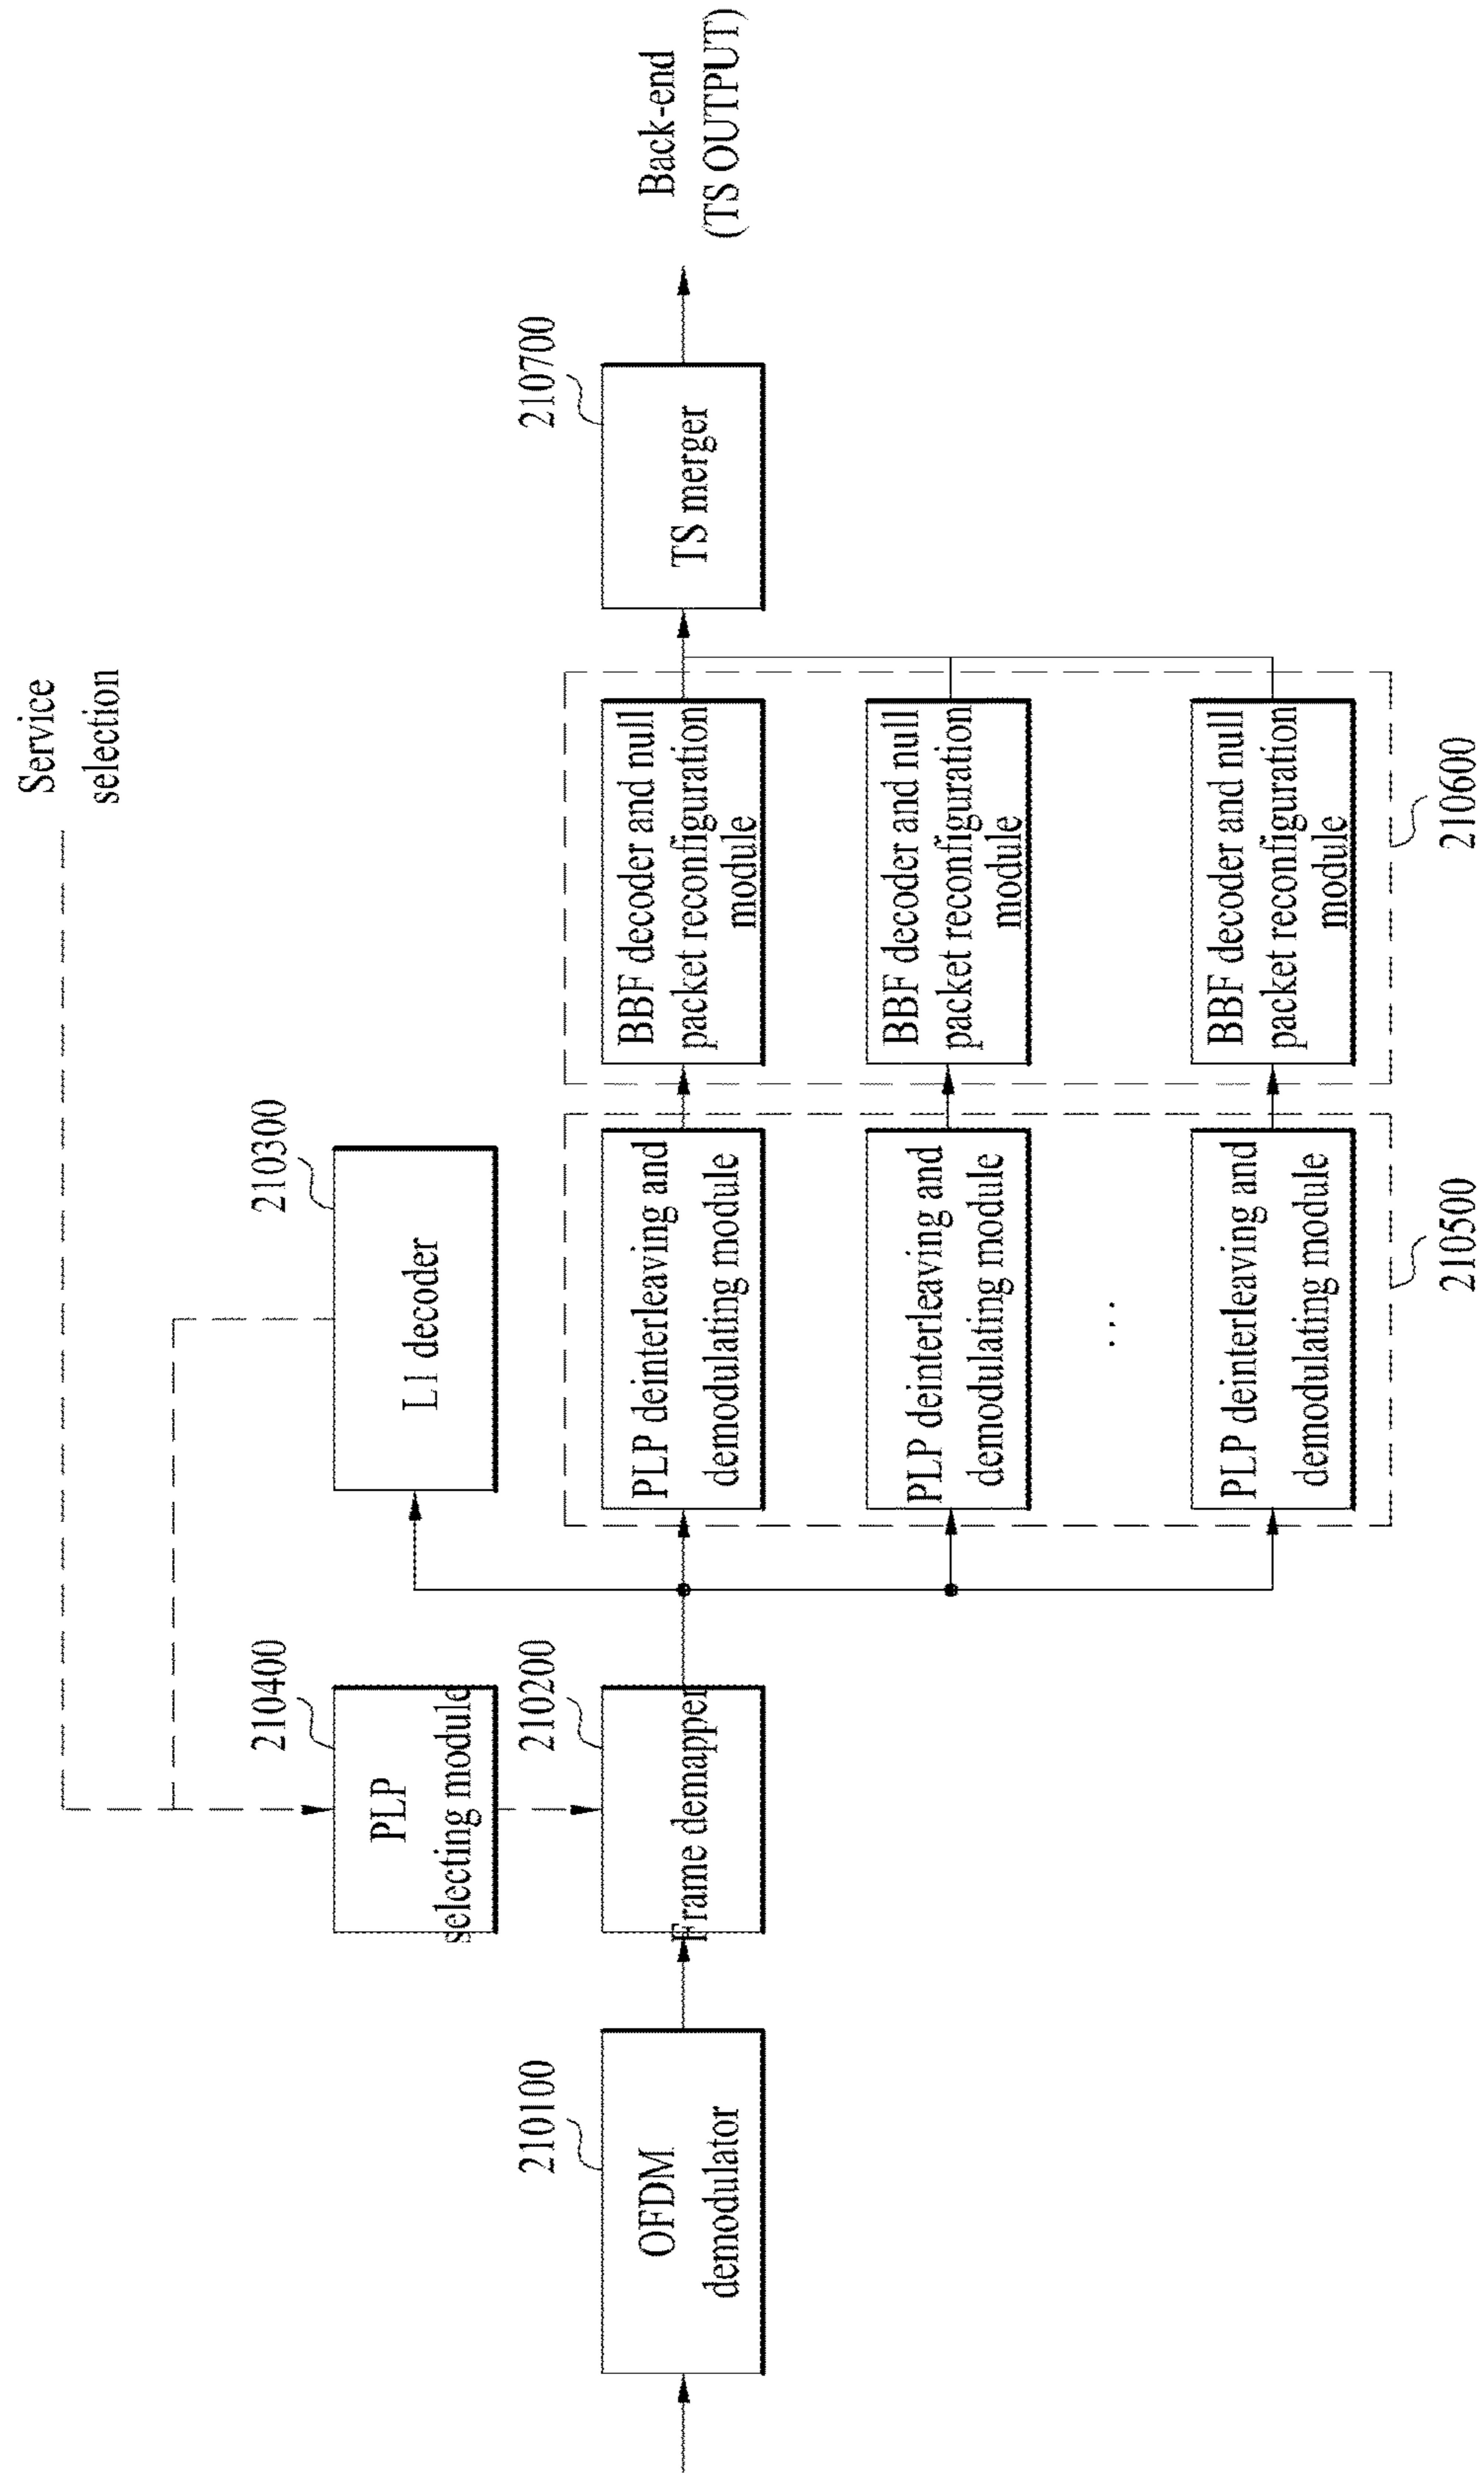 Service
selection
210400
PLP
selecting module
210300
L1 decoder
210100
OFDM
demodulator
210200
Frame demapper
PLP deinterleaving and
demodulating module
BBF decoder and null
packet reconfiguration
module
210700
TS merger
Back-end
(TS OUTPUT)
PLP deinterleaving and
demodulating module
BBF decoder and null
packet reconfiguration
module
...
PLP deinterleaving and
demodulating module
BBF decoder and null
packet reconfiguration
module
210500
210600